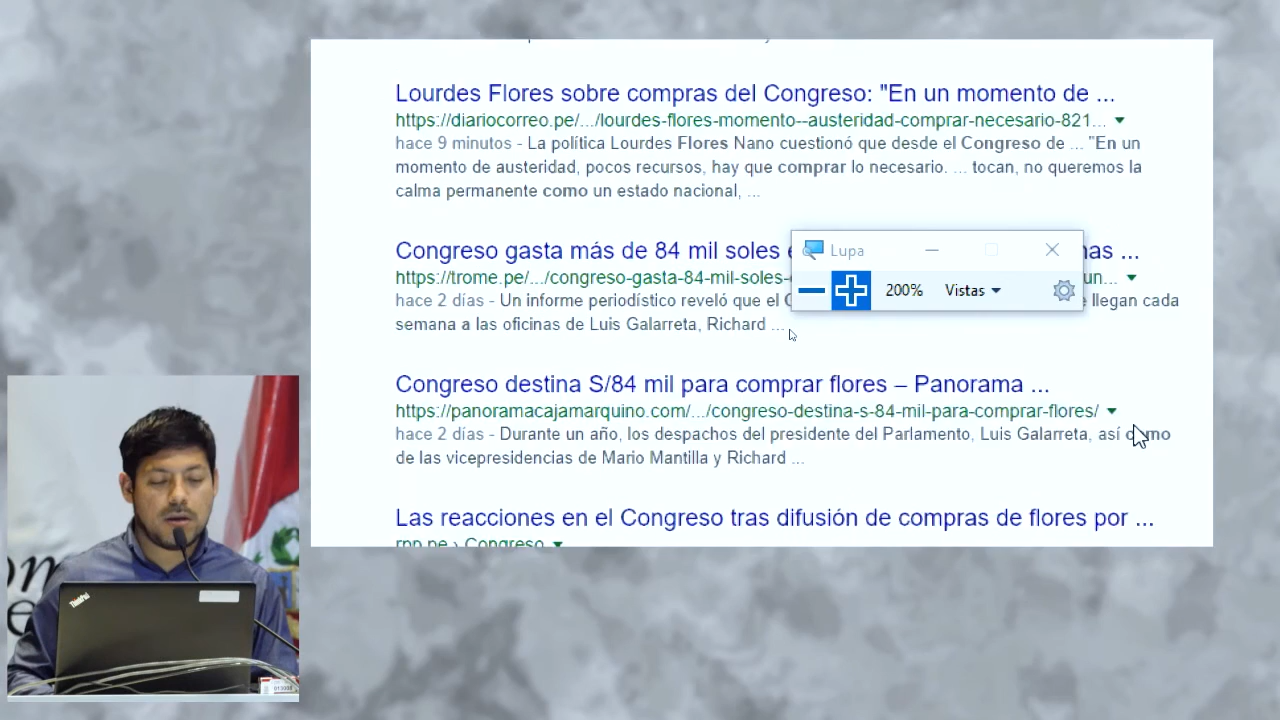 Lourdes Flores sobre compras del Congreso: "En un momento de ...
https://diariocorreo.pe/.../lourdes-flores-momento--austeridad-comprar-necesario-821...
hace 9 minutos - La política Lourdes Flores Nano cuestionó que desde el Congreso de ... "En un
momento de austeridad, pocos recursos, hay que comprar lo necesario. ... tocan, no queremos la
calma permanente como un estado nacional, ...
Congreso gasta más de 84 mil soles
https://trome.pe/.../congreso-gasta-84-mil-soles-
hace 2 días - Un informe periodístico reveló que el llegan cada
semana a las oficinas de Luis Galarreta, Richard ...
Lupa
200% Vistas
Congreso destina S/84 mil para comprar flores – Panorama ...
https://panoramacajamarquino.com/.../congreso-destina-s-84-mil-para-comprar-flores/
hace 2 días - Durante un año, los despachos del presidente del Parlamento, Luis Galarreta, así como
de las vicepresidencias de Mario Mantilla y Richard ...
Las reacciones en el Congreso tras difusión de compras de flores por ...
rpp.pe › Congreso
ThinkPad